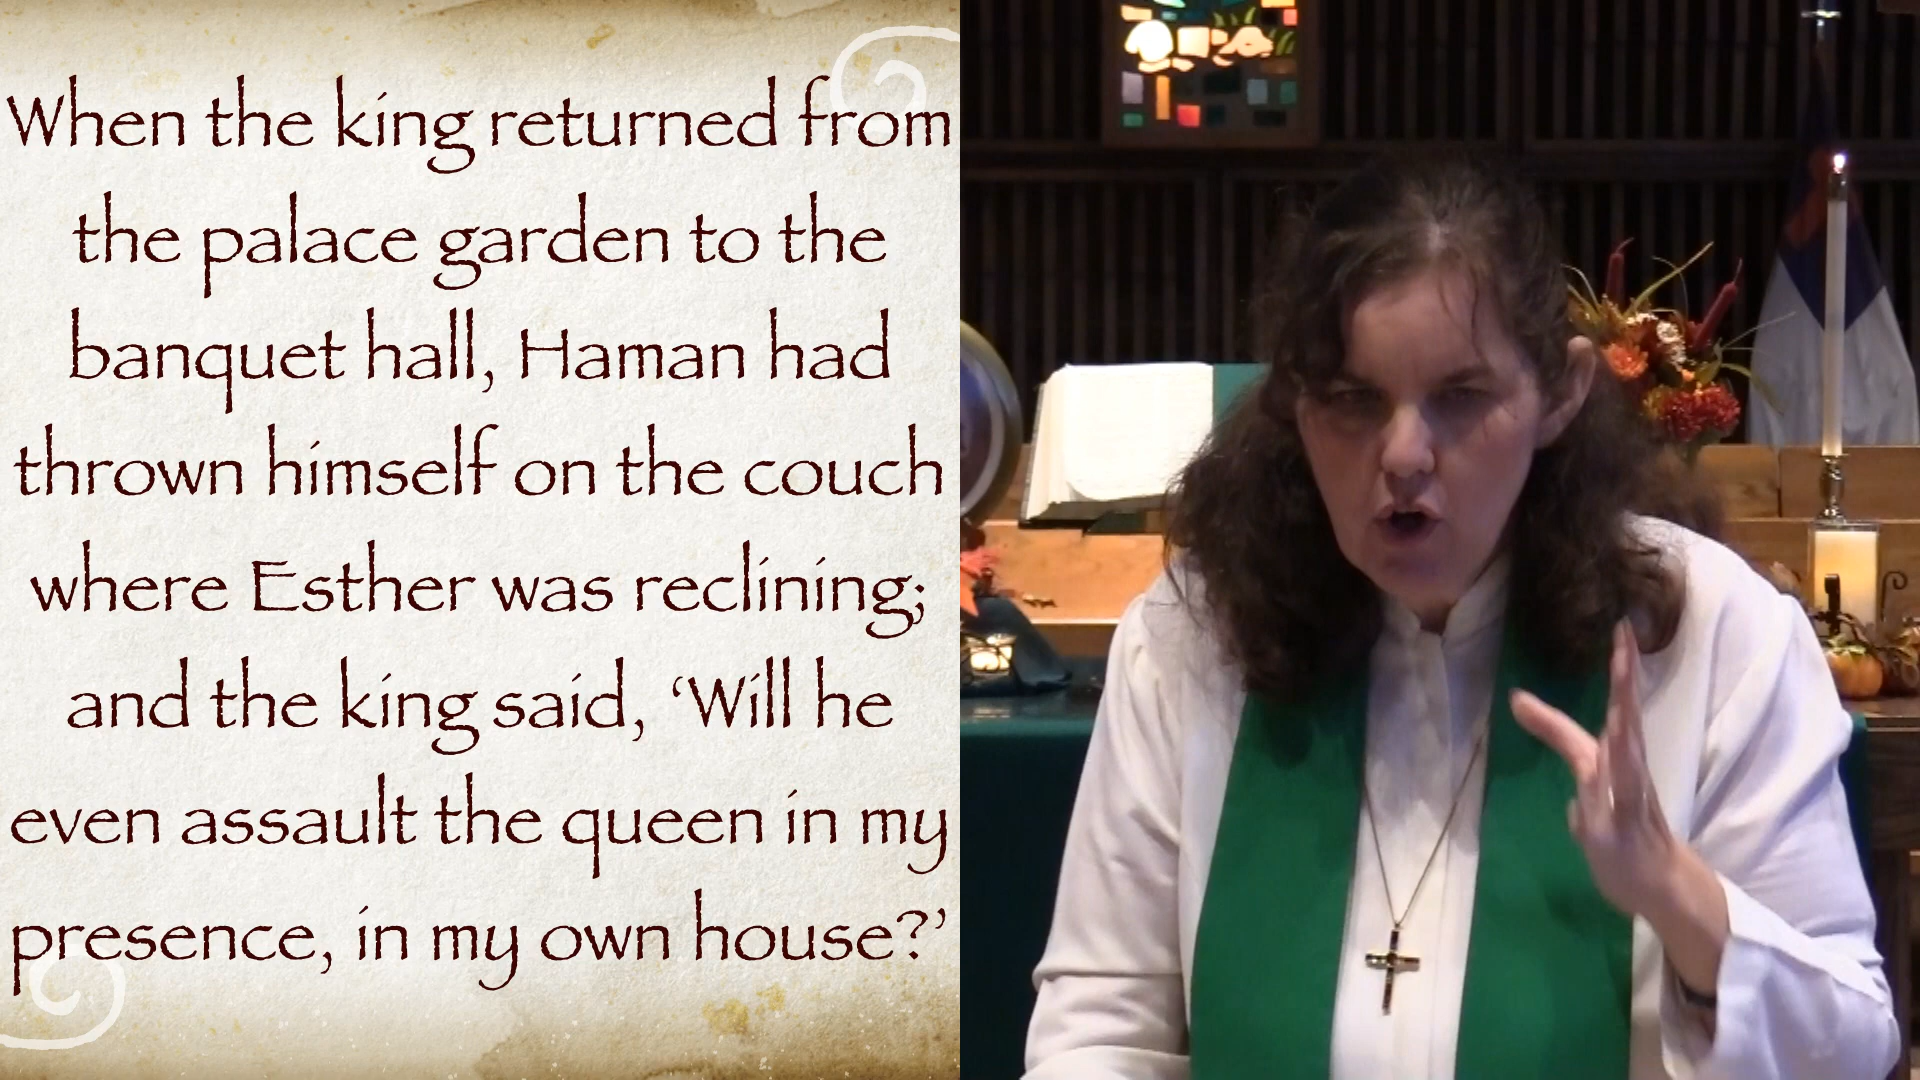 When the king returned from
the palace garden to the
banquet hall, Haman had
thrown himself on the couch
where Esther was reclining;
and the king said, ‘Will he
even assault the queen in my
presence, in my own house?’